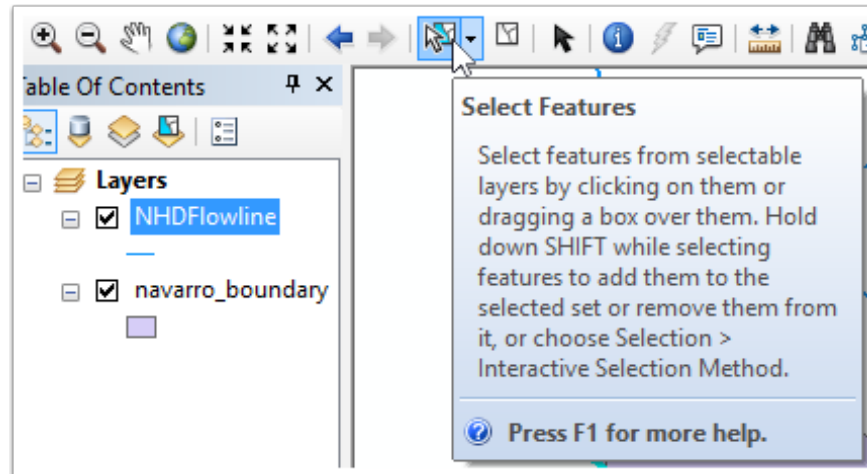 Table Of Contents
Layers
NHDFlowline
navarro_boundary
Select Features
Select features from selectable
layers by clicking on them or
dragging a box over them. Hold
down SHIFT while selecting
features to add them to the
selected set or remove them from
it, or choose Selection >
Interactive Selection Method.
Press F1 for more help.